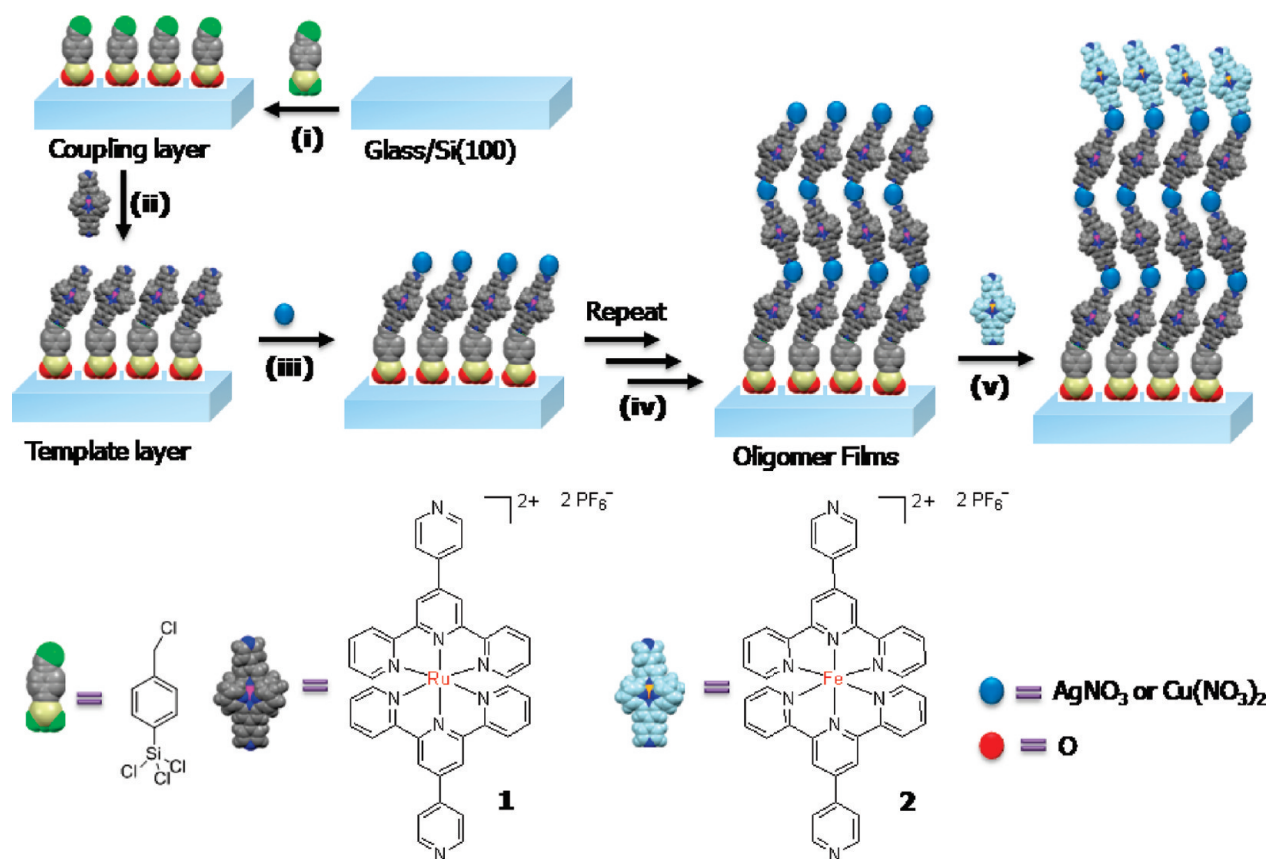 (i)
Coupling layer
Glass/Si(100)
(ii)
(iii)
Repeat
(iv)
(v)
Template layer
Oligomer Films
N
2+ 2 PF6−
N
N N
Ru
N N
N
N
1
N
2+ 2 PF6−
N
N N
Fe
N N
N
N
2
Cl
Si
Cl Cl Cl
AgNO3 or Cu(NO3)2
O